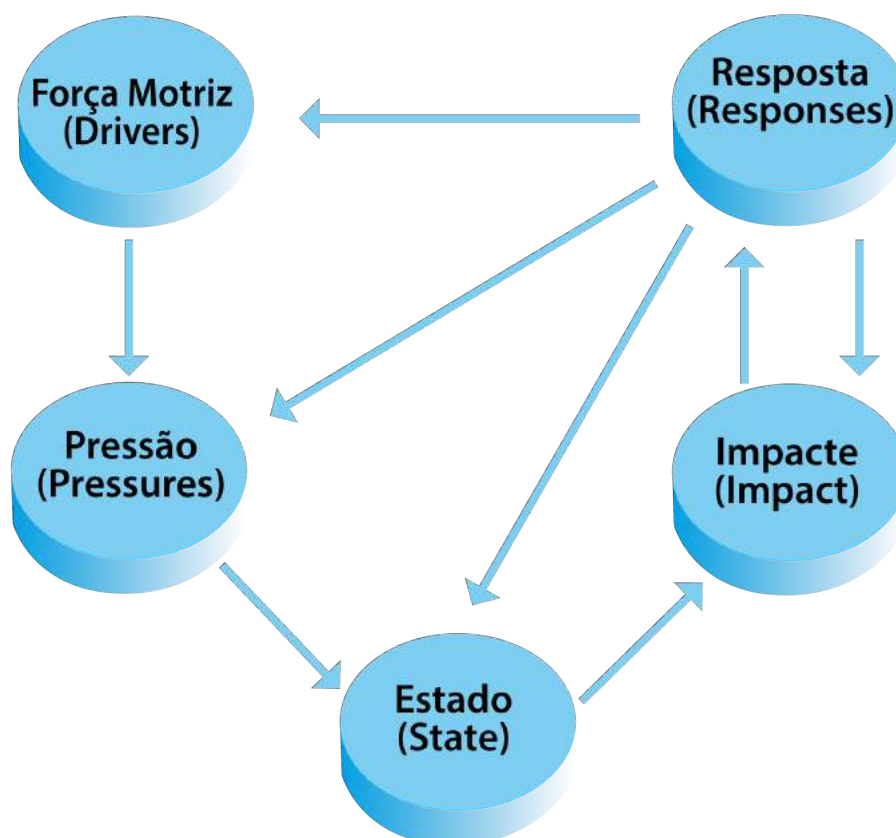 Força Motriz
(Drivers)
Resposta
(Responses)
Pressão
(Pressures)
Impacte
(Impact)
Estado
(State)